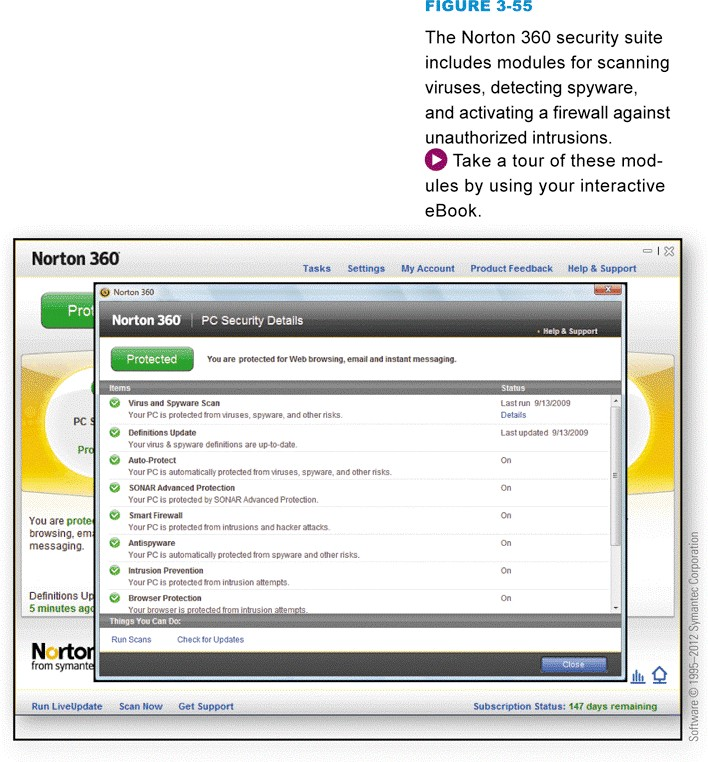 FIGURE 3-55
The Norton 360 security suite
includes modules for scanning
viruses, detecting spyware,
and activating a firewall against
unauthorized intrusions.
Take a tour of these mod-
ules by using your interactive
eBook.
Norton 360
Tasks Settings My Account Product Feedback Help & Support
Norton 360
Prot
Norton 360 PC Security Details
• Help & Support
Protected You are protected for Web browsing, email and instant messaging.
Items Status
Virus and Spyware Scan Last run 9/13/2009
Your PC is protected from viruses, spyware, and other risks. Details
PC S
Definitions Update Last updated 9/13/2009
Your virus & spyware definitions are up-to-date.
Pro
Auto-Protect On
Your PC is automatically protected from viruses, spyware, and other risks.
SONAR Advanced Protection On
Your PC is protected by SONAR Advanced Protection.
Smart Firewall On
Your PC is protected from intrusions and hacker attacks.
You are prote
browsing, ema
messaging.
Antispyware On
Your PC is automatically protected from spyware and other risks.
Intrusion Prevention On
Your PC is protected from intrusion attempts.
Definitions Up
5 minutes ago
Browser Protection On
Your browser is protected from intrusion attempts.
Things You Can Do:
Run Scans Check for Updates
Norton
from symante
Close
Run LiveUpdate Scan Now Get Support Subscription Status: 147 days remaining
Software © 1995–2012 Symantec Corporation